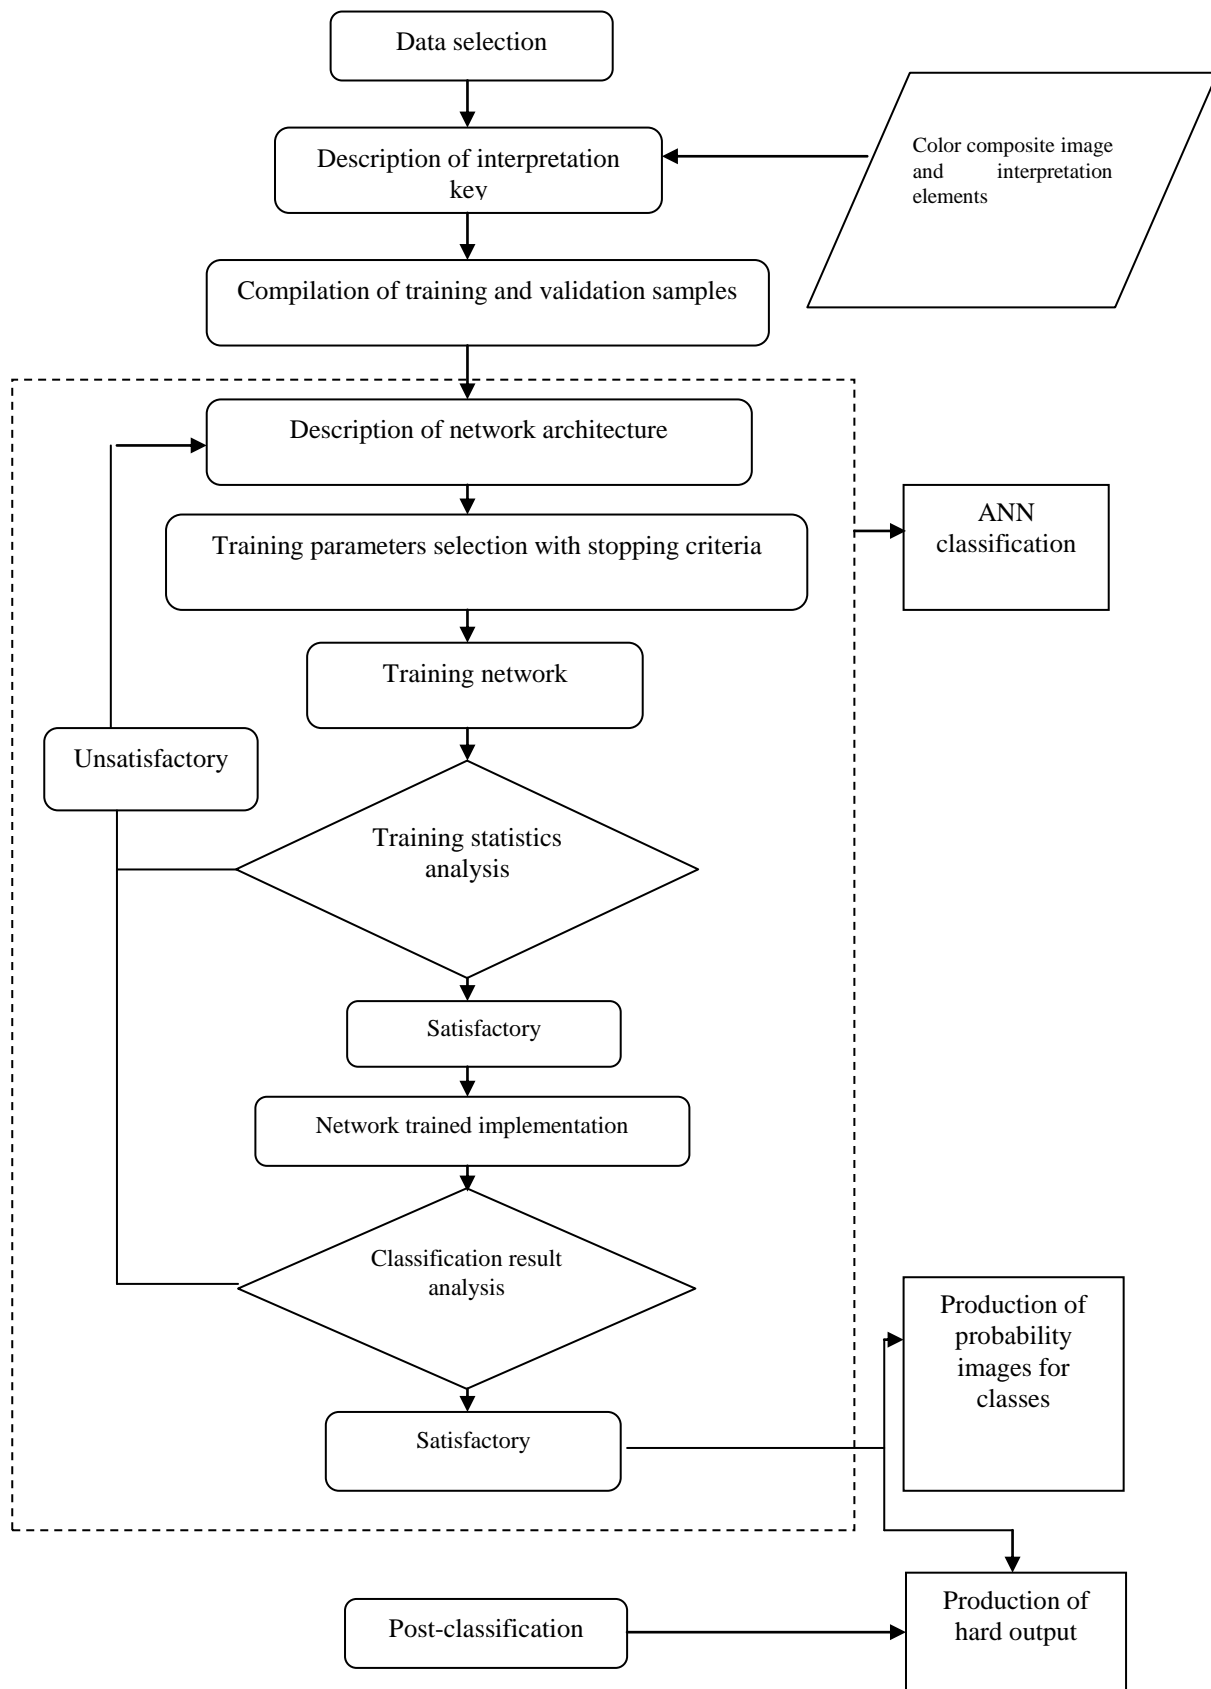 Data selection
Description of interpretation
key
Color composite image
and interpretation
elements
Compilation of training and validation samples
Description of network architecture
Training parameters selection with stopping criteria
ANN
classification
Training network
Unsatisfactory
Training statistics
analysis
Satisfactory
Network trained implementation
Classification result
analysis
Production of
probability
images for
classes
Satisfactory
Post-classification
Production of
hard output